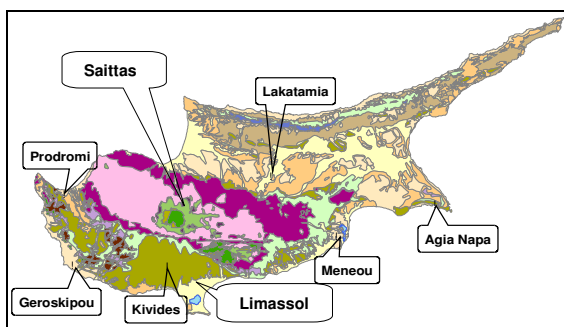 Saittas
Lakatamia
Prodromi
Agia Napa
Meneou
Geroskipou
Kivides
Limassol